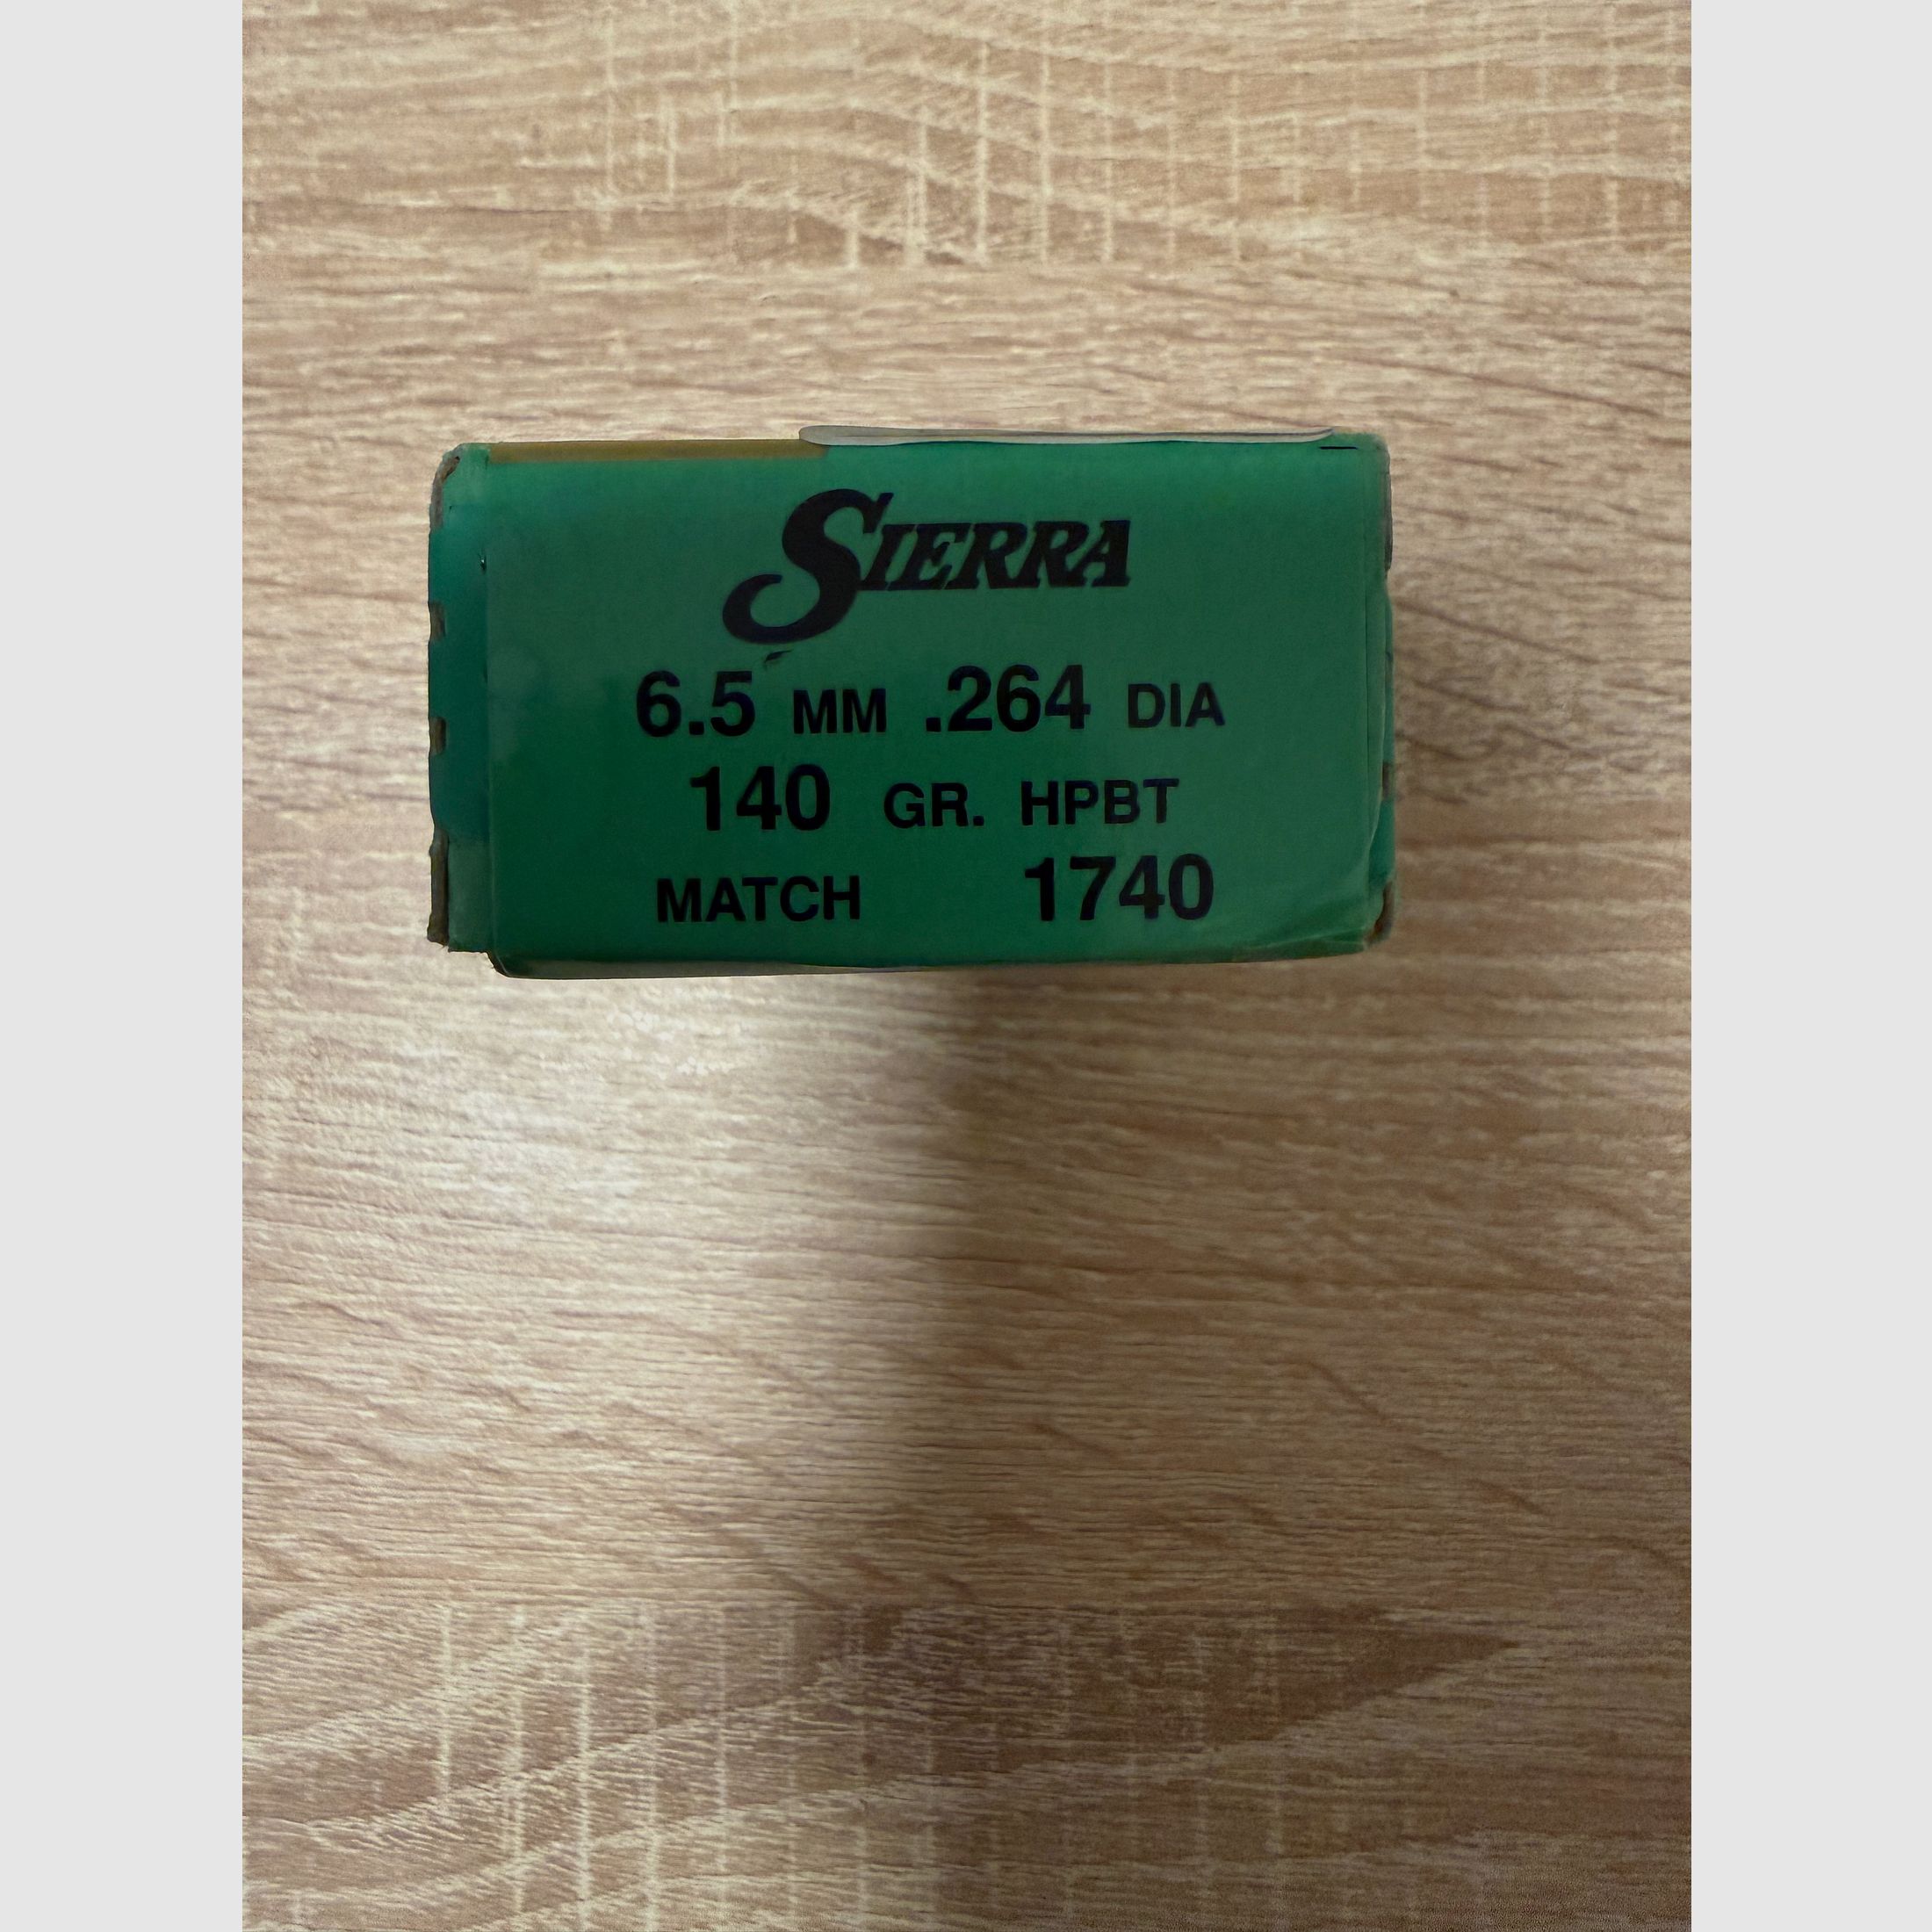 SIERRA
6.5 MM .264 DIA
140 GR. HPBT
MATCH 1740